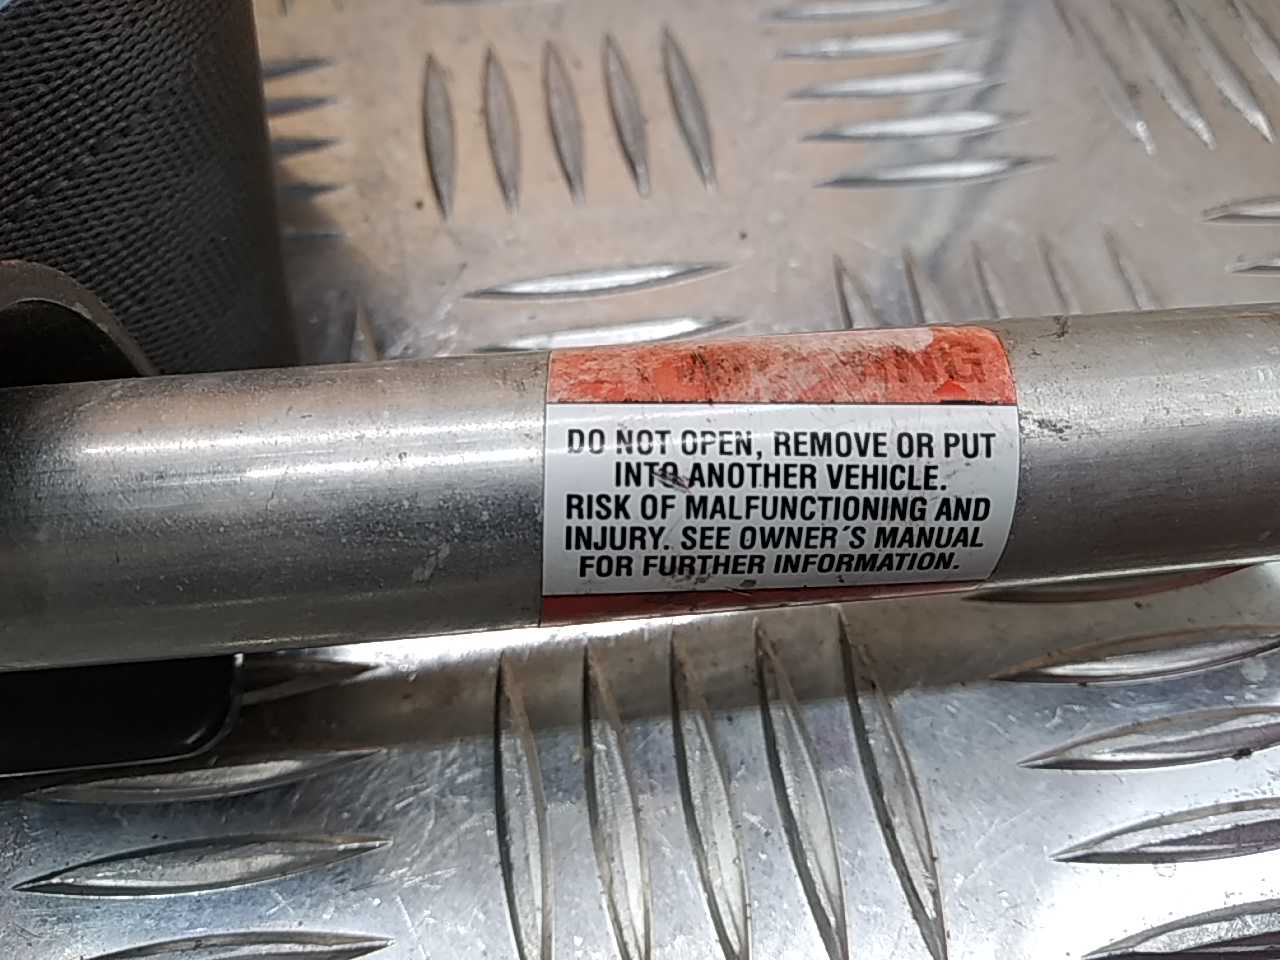 DO NOT OPEN, REMOVE OR PUT
INTO ANOTHER VEHICLE.
RISK OF MALFUNCTIONING AND
INJURY. SEE OWNER´S MANUAL
FOR FURTHER INFORMATION.